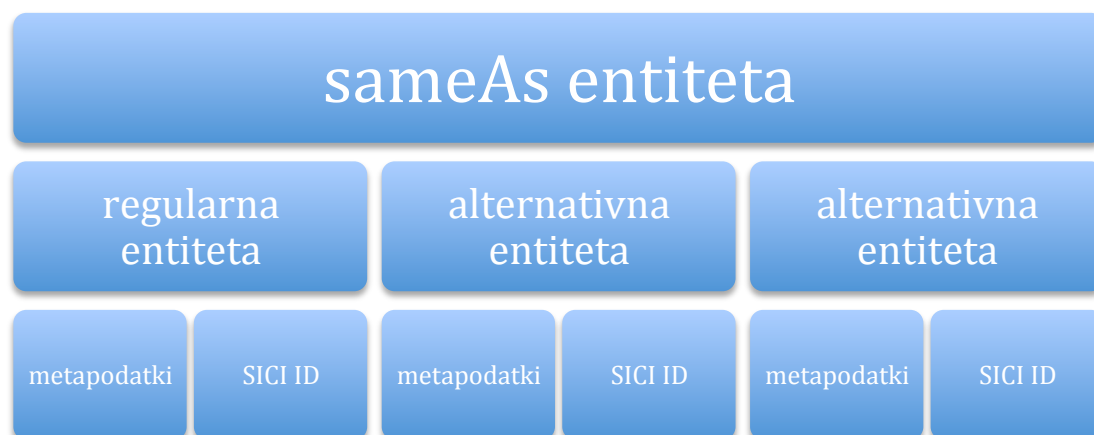 sameAs entiteta
regularna
entiteta
alternativna
entiteta
alternativna
entiteta
metapodatki
SICI ID
metapodatki
SICI ID
metapodatki
SICI ID